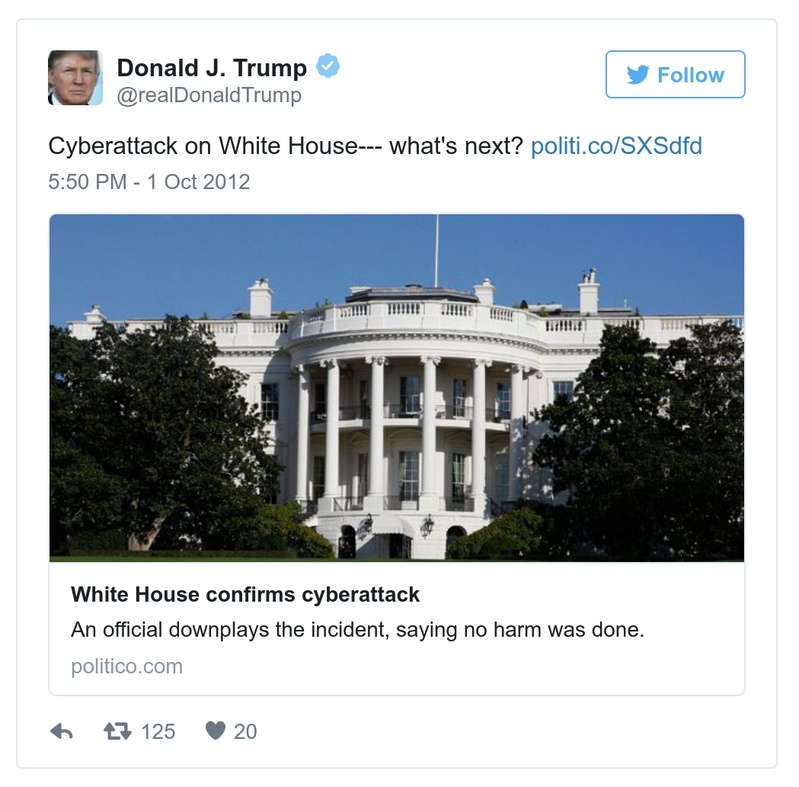 Donald J. Trump
@realDonaldTrump
Follow
Cyberattack on White House--- what's next? politi.co/SXSdfd
5:50 PM - 1 Oct 2012
White House confirms cyberattack
An official downplays the incident, saying no harm was done.
politico.com
125 20